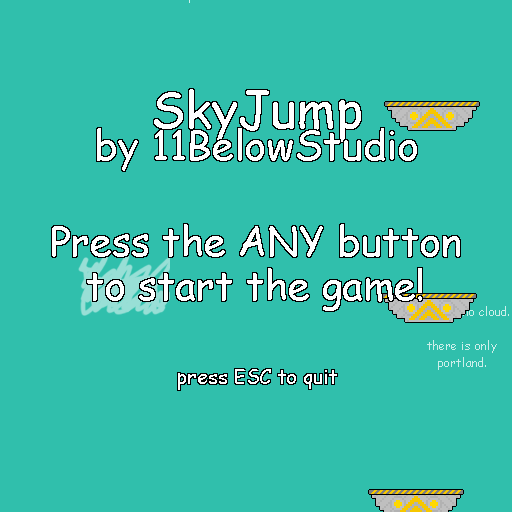 SkyJump
by 11BelowStudio
Press the ANY button
to start the game!
o cloud.
there is only
portland.
press ESC to quit